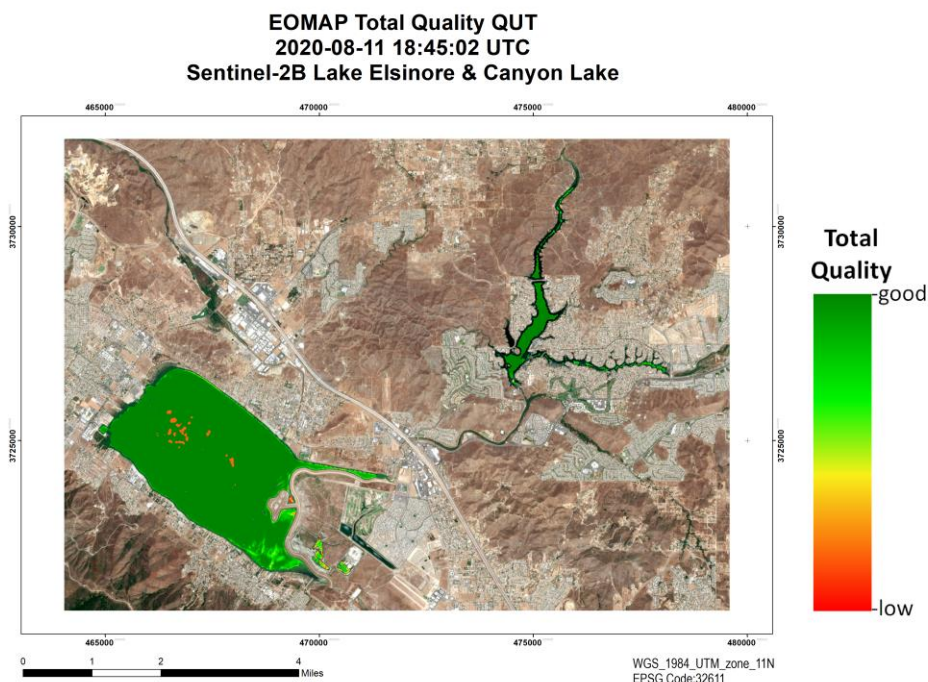 EOMAP Total Quality QUT
2020-08-11 18:45:02 UTC
Sentinel-2B Lake Elsinore & Canyon Lake
465000 470000 475000 480000
3730000 3730000
3725000 3725000
465000 470000 475000 480000
Total
Quality
good
low
0 1 2 4
Miles
WGS_1984_UTM_zone_11N
EPSG Code:32611